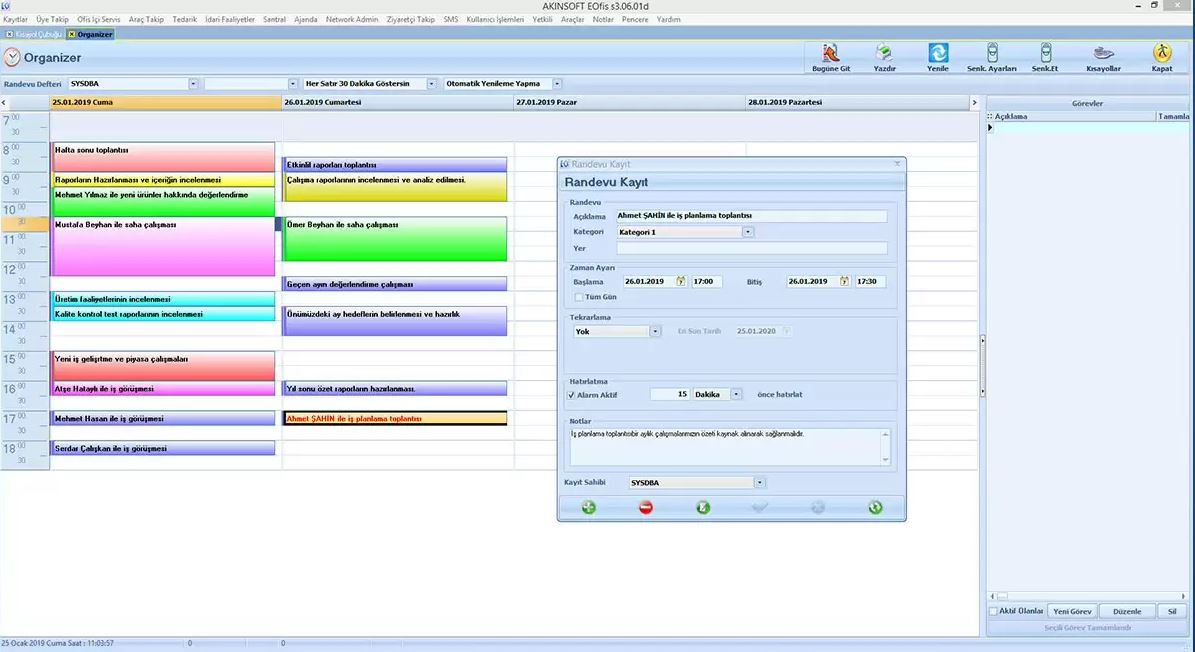 AKINSOFT EOfis s3.06.01d
Kayıtlar Üye Takip Ofis İçi Servis Araç Takip Tedarik İdari Faaliyetler Santral Ajanda Network Admin Ziyaretçi Takip SMS Kullanıcı İşlemleri Yetkili Araçlar Notlar Pencere Yardım
Kısayol Çubuğu Organizer
Organizer
Bugüne Git Yazdır Yenile Senk. Ayarları Senk.Et Kısayollar Kapat
Randevu Defteri SYSDBA Her Satır 30 Dakika Göstersin Otomatik Yenileme Yapma
25.01.2019 Cuma 26.01.2019 Cumartesi 27.01.2019 Pazar 28.01.2019 Pazartesi
7 00
30
8 00
30
9 00
30
10 00
30
11 00
30
12 00
30
13 00
30
14 00
30
15 00
30
16 00
30
17 00
30
18 00
30
Hafta sonu toplantısı
Raporların Hazırlanması ve içeriğin incelenmesi
Mehmet Yılmaz ile yeni ürünler hakkında değerlendirme
Mustafa Beyhan ile saha çalışması
Üretim faaliyetlerinin incelenmesi
Kalite kontrol test raporlarının incelenmesi
Yeni iş geliştme ve piyasa çalışmaları
Atşe Hataylı ile iş görüşmesi
Mehmet Hasan ile iş görüşmesi
Serdar Çalışkan ile iş görüşmesi
Etkinlil raporları toplantısı
Çalışma raporlarının incelenmesi ve analiz edilmesi.
Ömer Beyhan ile saha çalışması
Geçen ayın değerlendirme çalışması
Önümüzdeki ay hedeflerin belirlenmesi ve hazırlık
Yıl sonu özet raporların hazırlanması.
Ahmet ŞAHİN ile iş planlama toplantısı
Randevu Kayıt
Randevu Kayıt
Randevu
Açıklama Ahmet ŞAHİN ile iş planlama toplantısı
Kategori Kategori 1
Yer
Zaman Ayarı
Başlama 26.01.2019 17:00 Bitiş 26.01.2019 17:30
Tüm Gün
Tekrarlama
Yok En Son Tarih 25.01.2020
Hatırlatma
Alarm Aktif 15 Dakika önce hatırlat
Notlar
İş planlama toplantısbir aylık çalışmalarımızın özeti kaynak alınarak sağlanmalıdır.
Kayıt Sahibi SYSDBA
Görevler
Açıklama Tamamla
Aktif Olanlar Yeni Görev Düzenle Sil
Seçili Görev Tamamlandı
25 Ocak 2019 Cuma Saat : 11:03:57 0 0